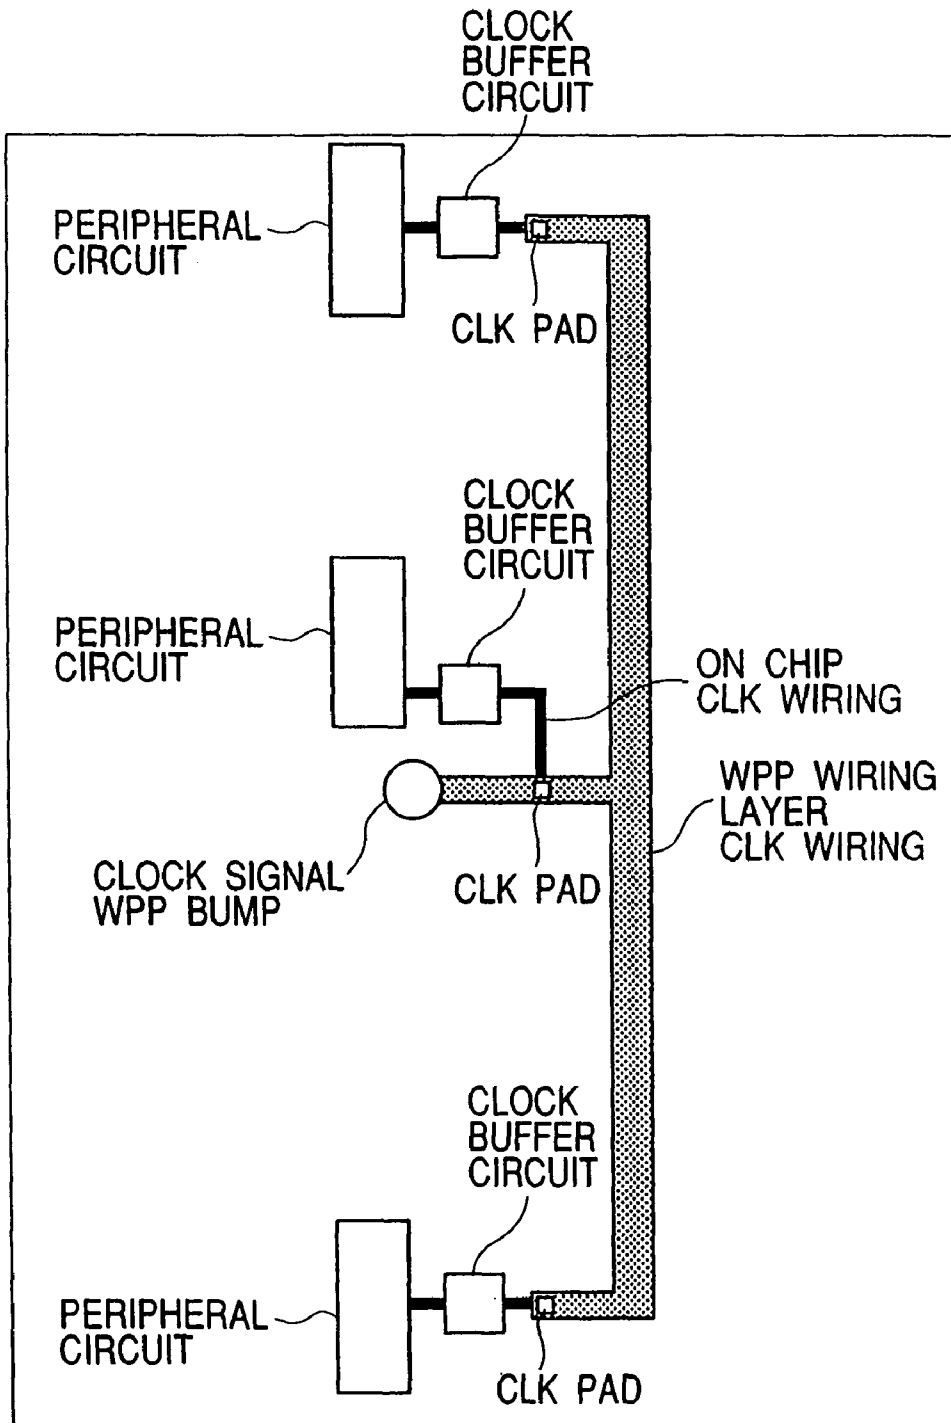 CLOCK
BUFFER
CIRCUIT
PERIPHERAL
CIRCUIT
CLK PAD
CLOCK
BUFFER
CIRCUIT
PERIPHERAL
CIRCUIT
ON CHIP
CLK WIRING
WPP WIRING
LAYER
CLK WIRING
CLOCK SIGNAL
WPP BUMP
CLK PAD
CLOCK
BUFFER
CIRCUIT
PERIPHERAL
CIRCUIT
CLK PAD